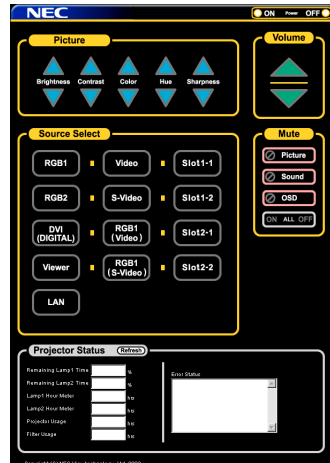 NEC
ON Power OFF
Picture
Volume
Brightness Contrast Color Hue Sharpness
Source Select
Mute
RGB1 Video Slot1-1
Picture
Sound
RGB2 S-Video Slot1-2
OSD
ON ALL OFF
DVI (DIGITAL) RGB1 (Video) Slot2-1
Viewer RGB1 (S-Video) Slot2-2
LAN
Projector Status (Refresh)
Remaining Lamp1 Time %
Error Status
Remaining Lamp2 Time %
Lamp1 Hour Meter hrs
Lamp2 Hour Meter hrs
Projector Usage hrs
Filter Usage hrs